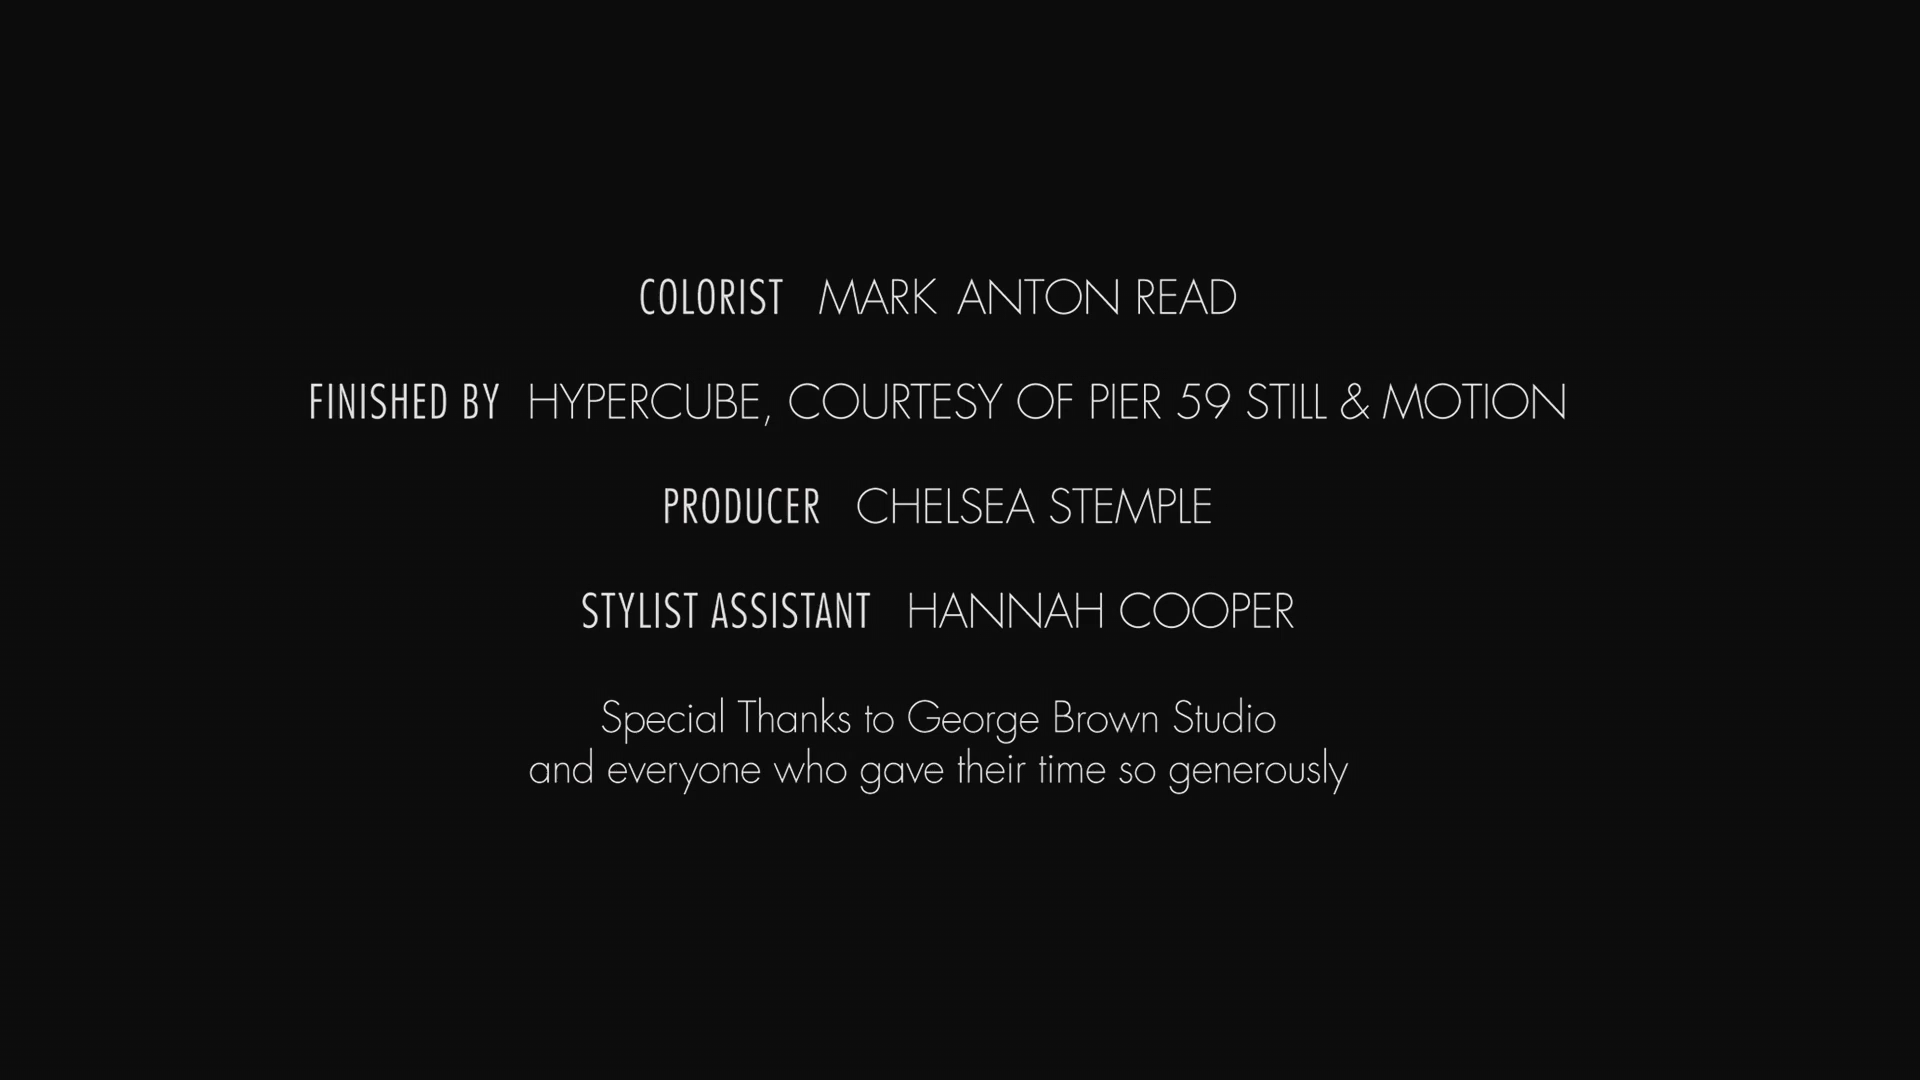 COLORIST MARK ANTON READ
FINISHED BY HYPERCUBE, COURTESY OF PIER 59 STILL & MOTION
PRODUCER CHELSEA STEMPLE
STYLIST ASSISTANT HANNAH COOPER
Special Thanks to George Brown Studio
and everyone who gave their time so generously